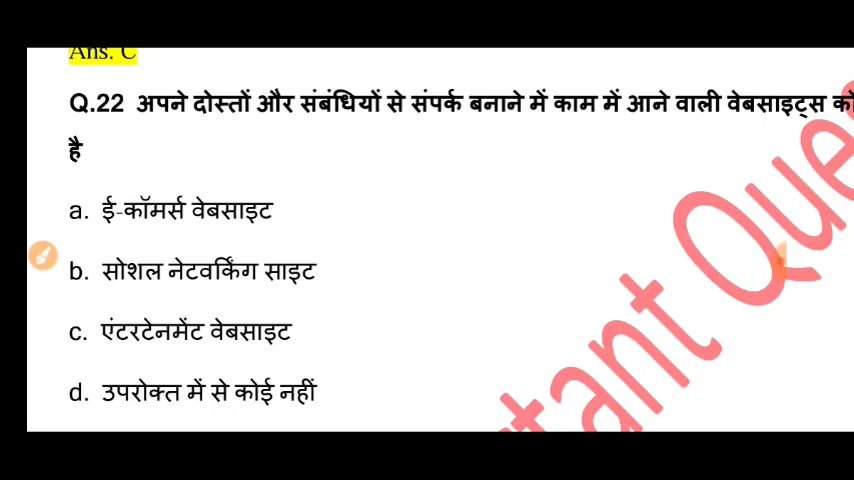 Ans. C
Q.22 अपने दोस्तों और संबंधियों से संपर्क बनाने में काम में आने वाली वेबसाइट्स को
है
a. ई-कॉमर्स वेबसाइट
b. सोशल नेटवर्किंग साइट
c. एंटरटेनमेंट वेबसाइट
d. उपरोक्त में से कोई नहीं